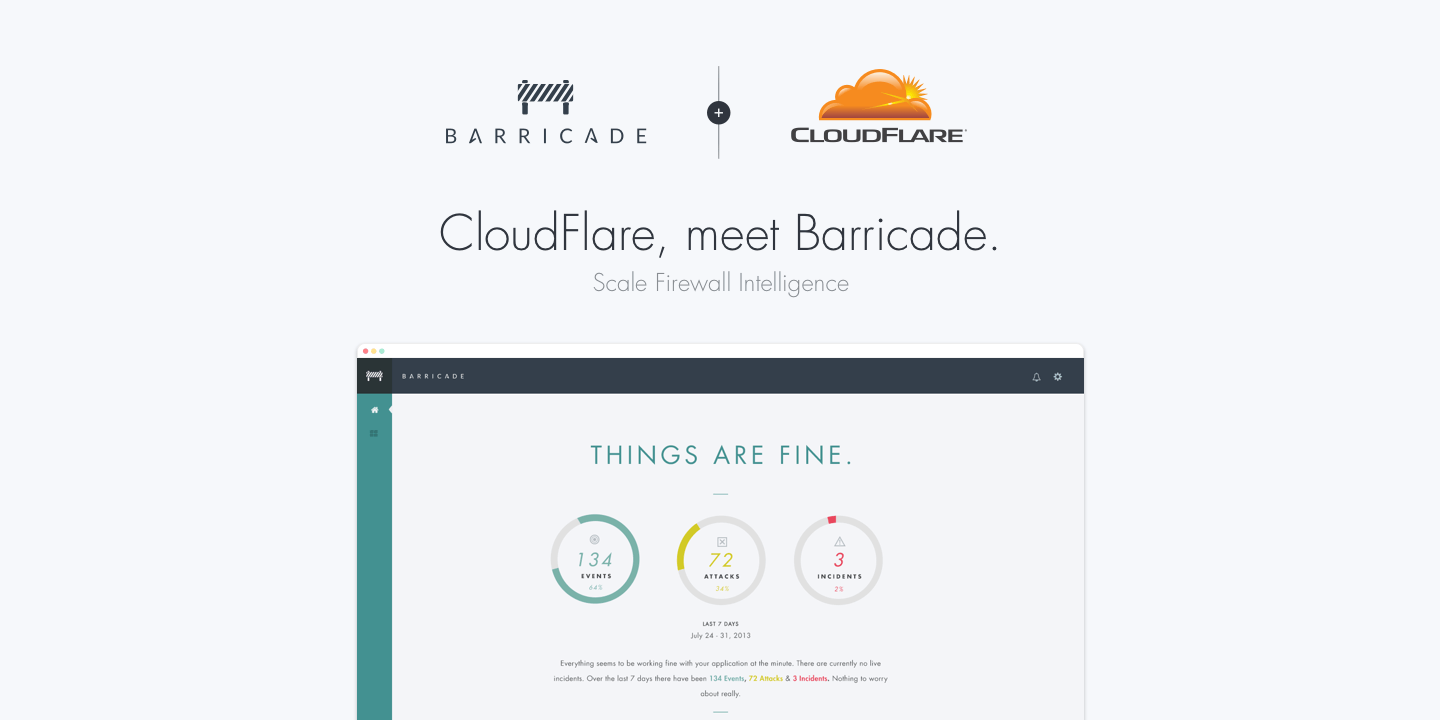 BARRICADE
+
CLOUDFLARE
CloudFlare, meet Barricade.
Scale Firewall Intelligence
BARRICADE
THINGS ARE FINE.
134
EVENTS
64%
72
ATTACKS
34%
3
INCIDENTS
2%
LAST 7 DAYS
July 24 - 31, 2013
Everything seems to be working fine with your application at the minute. There are currently no live
incidents. Over the last 7 days there have been 134 Events, 72 Attacks & 3 Incidents. Nothing to worry
about really.